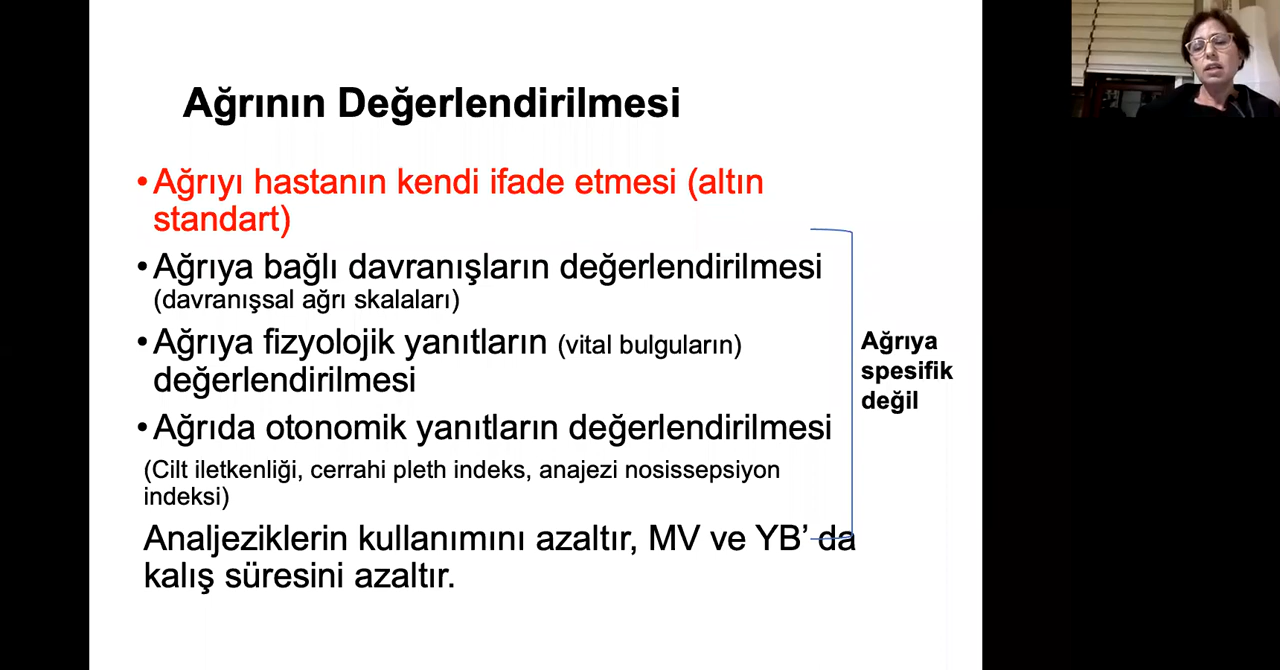 Ağrının Değerlendirilmesi
•Ağrıyı hastanın kendi ifade etmesi (altın
standart)
•Ağrıya bağlı davranışların değerlendirilmesi
(davranışsal ağrı skalaları)
•Ağrıya fizyolojik yanıtların (vital bulguların)
değerlendirilmesi
•Ağrıda otonomik yanıtların değerlendirilmesi
(Cilt iletkenliği, cerrahi pleth indeks, anajezi nosissepsiyon
indeksi)
Analjeziklerin kullanımını azaltır, MV ve YB’ da
kalış süresini azaltır.
Ağrıya
spesifik
değil